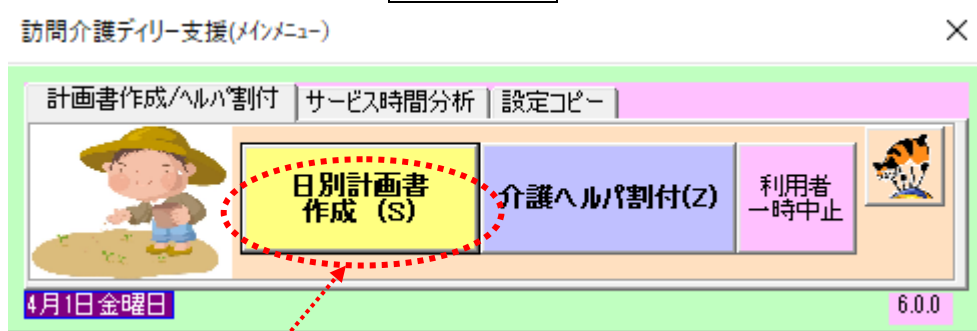 訪問介護デイリー支援(メインメニュー)
計画書作成/ヘルパ割付
サービス時間分析
設定コピー
日別計画書
作成 (S)
介護ヘルパ割付(Z)
利用者
一時中止
4月1日金曜日
6.0.0